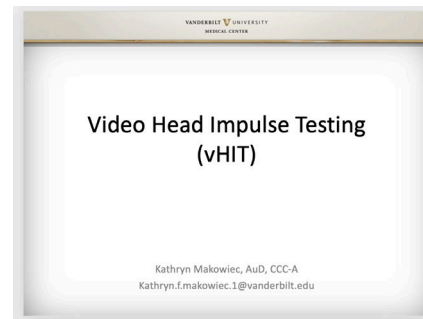 VANDERBILT UNIVERSITY
MEDICAL CENTER
Video Head Impulse Testing
(vHIT)
Kathryn Makowiec, AuD, CCC-A
Kathryn.f.makowiec.1@vanderbilt.edu